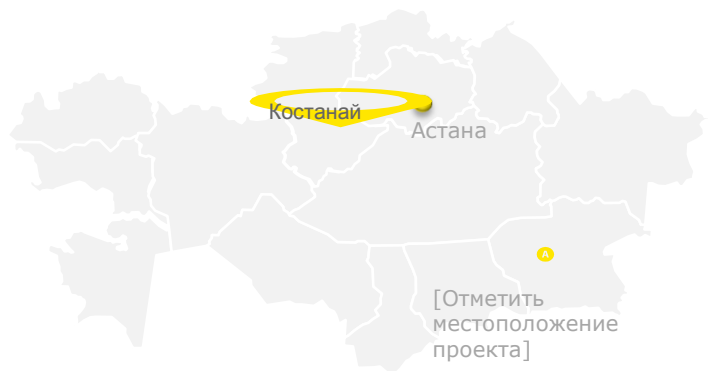 Костанай
Астана
А
[Отметить
местоположение
проекта]